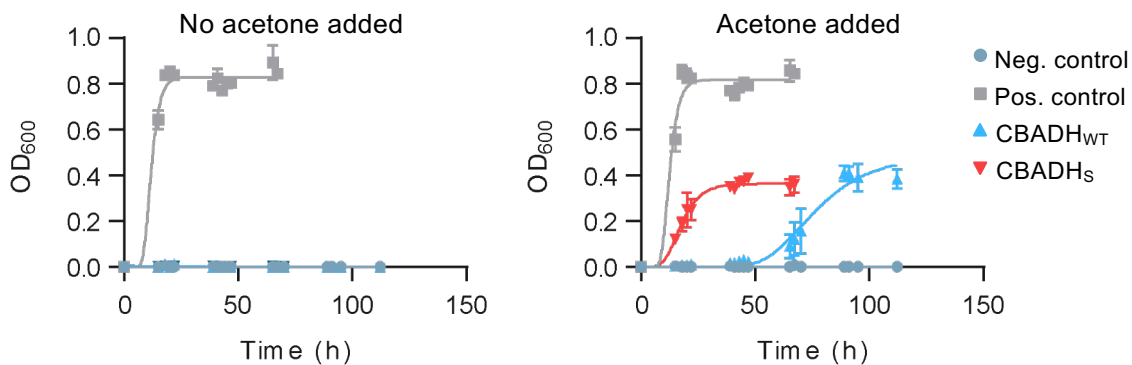 No acetone added
Acetone added
1.0
0.8
0.6
0.4
0.2
0.0
OD600
0
50
100
150
Time (h)
1.0
0.8
0.6
0.4
0.2
0.0
OD600
0
50
100
150
Time (h)
Neg. control
Pos. control
CBADHWT
CBADHS